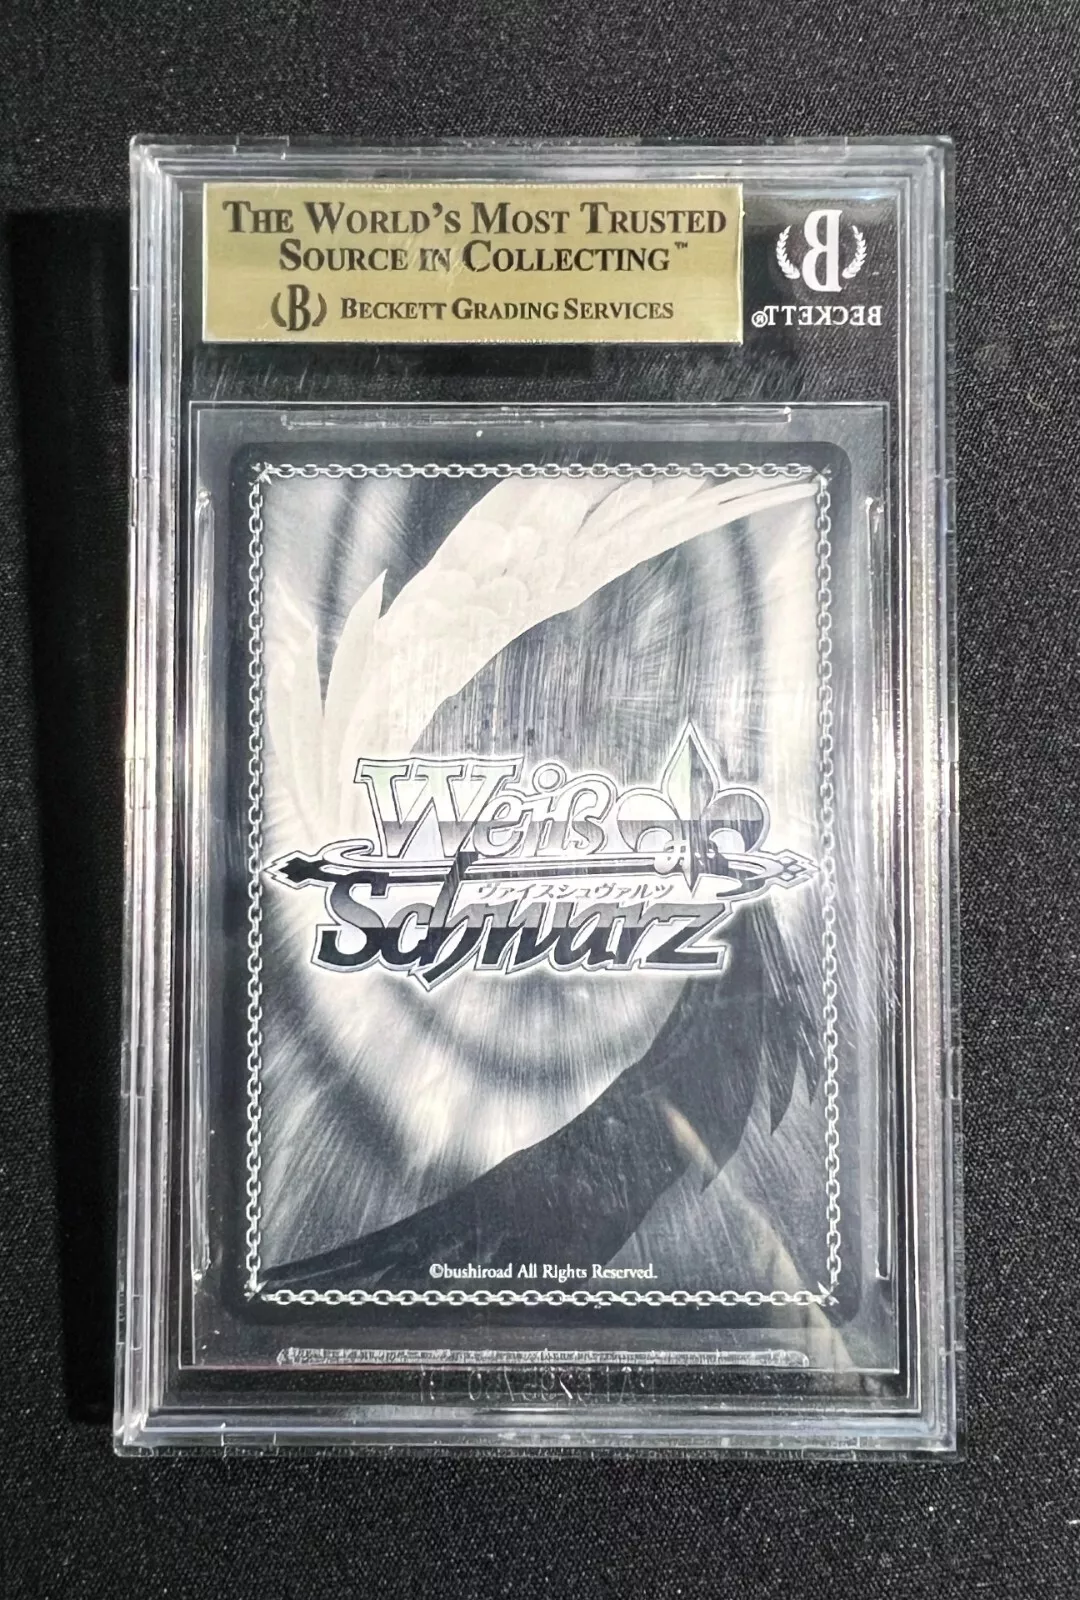 THE WORLD'S MOST TRUSTED
SOURCE IN COLLECTING™
B BECKETT GRADING SERVICES
B
BECKETT®
Weiß
ヴァイスシュヴァルツ
Schwarz
©bushiroad All Rights Reserved.